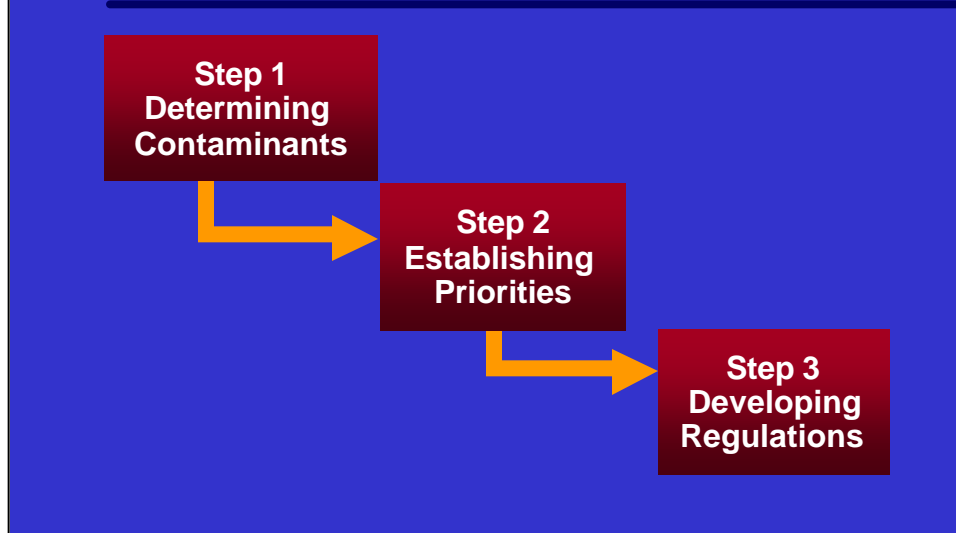 Step 1
Determining
Contaminants
Step 2
Establishing
Priorities
Step 3
Developing
Regulations